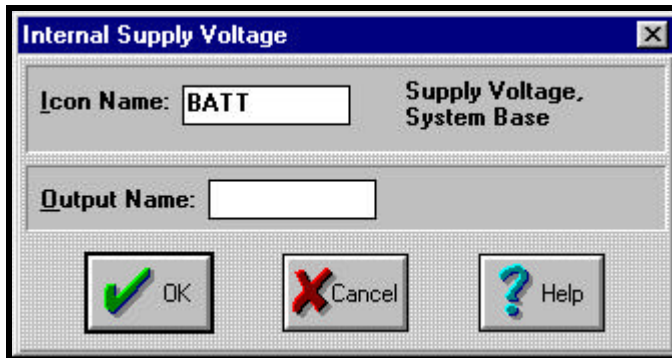 Internal Supply Voltage
Icon Name: BATT
Supply Voltage,
System Base
Output Name:
OK
Cancel
Help